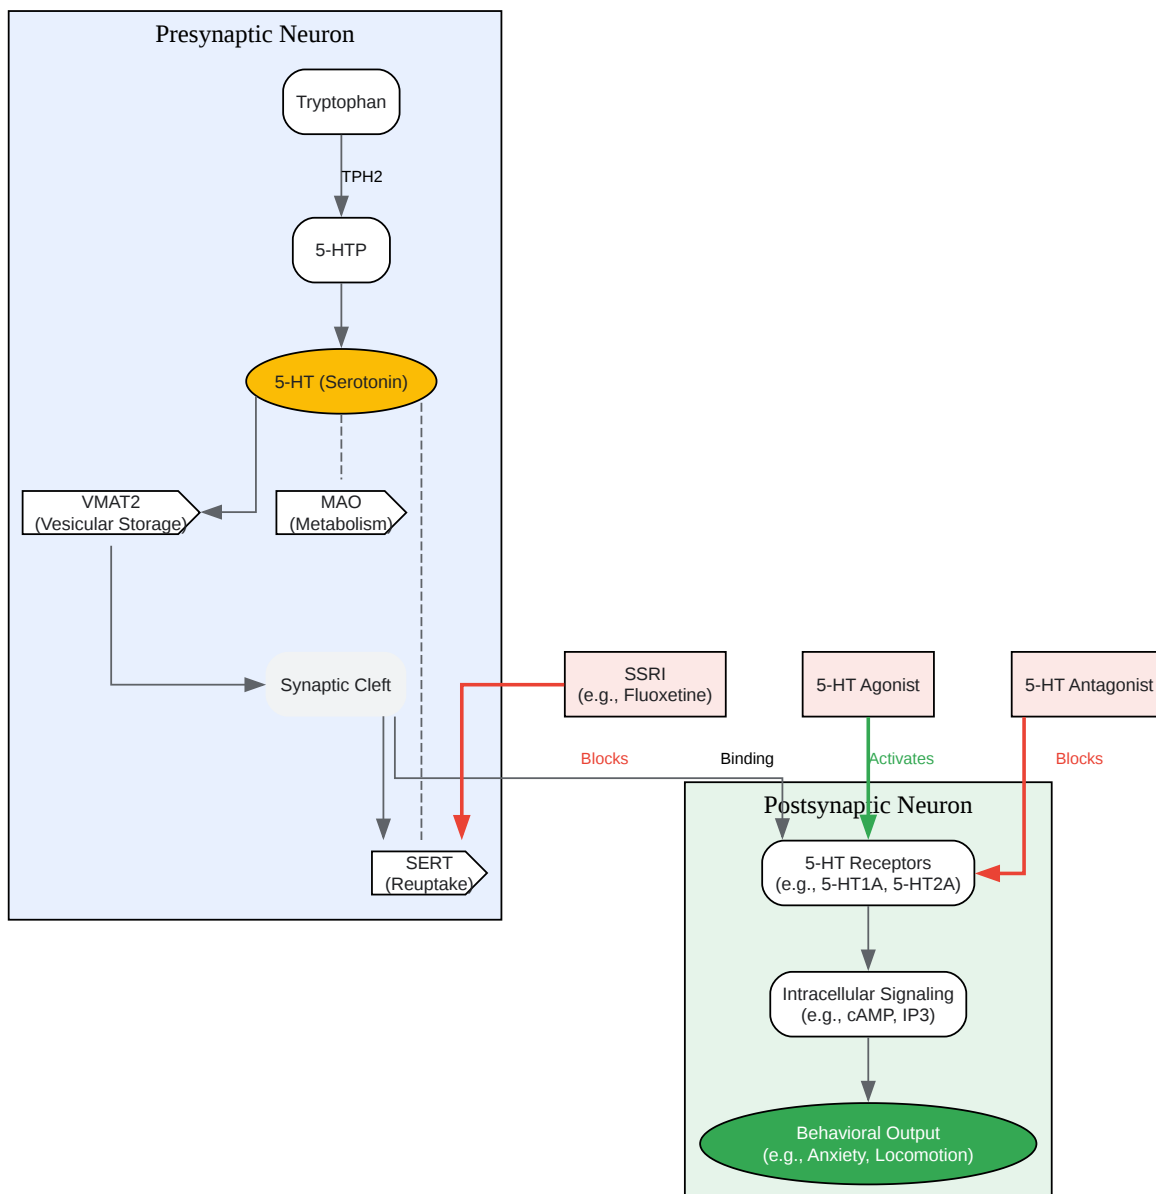 Presynaptic Neuron
Tryptophan
TPH2
5-HTP
5-HT (Serotonin)
VMAT2
(Vesicular Storage)
MAO
(Metabolism)
Synaptic Cleft
SSRI
(e.g., Fluoxetine)
5-HT Agonist
5-HT Antagonist
Blocks
Binding
Activates
Blocks
Postsynaptic Neuron
SERT
(Reuptake)
5-HT Receptors
(e.g., 5-HT1A, 5-HT2A)
Intracellular Signaling
(e.g., cAMP, IP3)
Behavioral Output
(e.g., Anxiety, Locomotion)